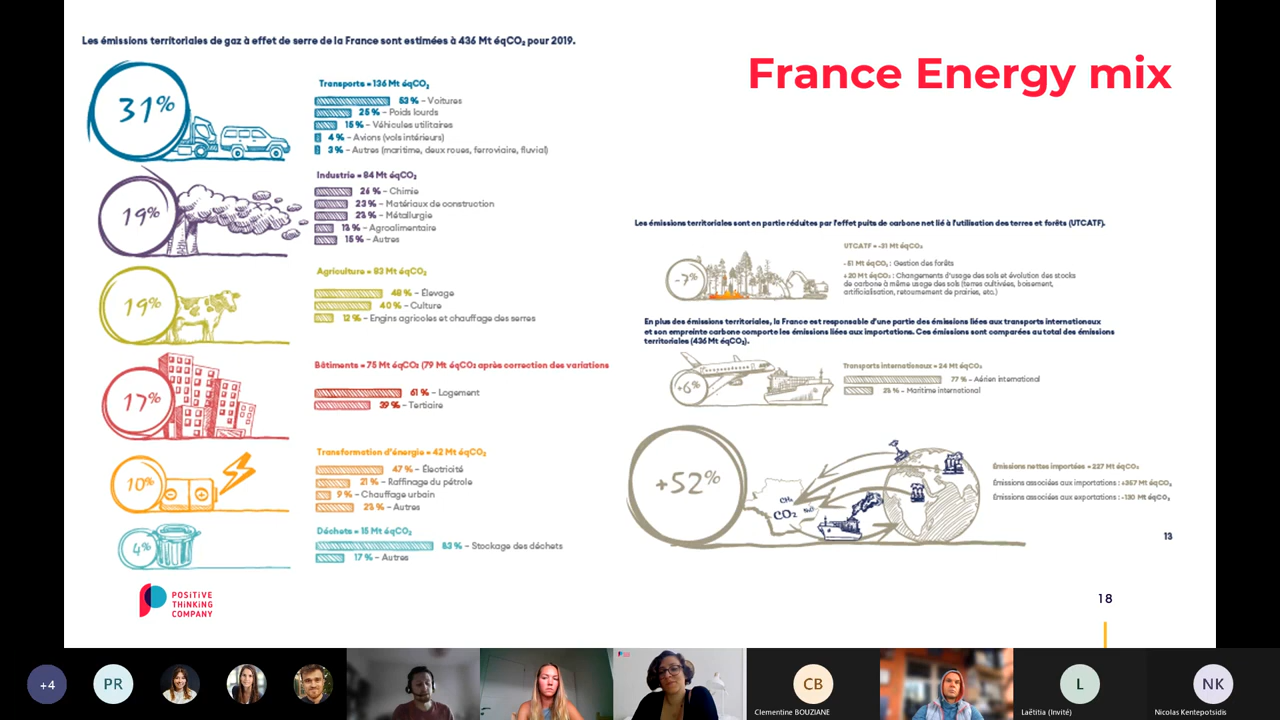 Les émissions territoriales de gaz à effet de serre de la France sont estimées à 436 Mt éqCO₂ pour 2019.
France Energy mix
31%
Transports = 136 Mt éqCO₂
53 % – Voitures
25 % – Poids lourds
15 % – Véhicules utilitaires
4 % – Avions (vols intérieurs)
3 % – Autres (maritime, deux roues, ferroviaire, fluvial)
19%
Industrie = 84 Mt éqCO₂
26 % – Chimie
23 % – Matériaux de construction
23 % – Métallurgie
– Agroalimentaire
15 % – Autres
19%
Agriculture = 83 Mt éqCO₂
48 % – Élevage
40 % – Culture
12 % – Engins agricoles et chauffage des serres
17%
Bâtiments = 75 Mt éqCO₂ (79 Mt éqCO₂ après correction des variations
61 % – Logement
39 % – Tertiaire
10%
Transformation d'énergie = 42 Mt éqCO₂
47 % – Électricité
21 % – Raffinage du pétrole
9 % – Chauffage urbain
23 % – Autres
4%
Déchets = 15 Mt éqCO₂
83 % – Stockage des déchets
17 % – Autres
Les émissions territoriales sont en partie réduites par l'effet puits de carbone net lié à l'utilisation des terres et forêts (UTCATF).
-7%
UTCATF = -31 Mt éqCO₂
-51 Mt éqCO₂ : Gestion des forêts
+20 Mt éqCO₂ : Changements d'usage des sols et évolution des stocks
de carbone à même usage des sols (terres cultivées, boisement,
artificialisation, retournement de prairies, etc.)
En plus des émissions territoriales, la France est responsable d'une partie des émissions liées aux transports internationaux
et son empreinte carbone comporte les émissions liées aux importations. Ces émissions sont comparées au total des émissions
territoriales (436 Mt éqCO₂).
+6%
Transports internationaux = 24 Mt éqCO₂
77 % – Aérien international
– Maritime international
+52%
CH₄
CO₂
Émissions nettes importées = 227 Mt éqCO₂
Émissions associées aux importations : +357 Mt éqCO₂
Émissions associées aux exportations : -130 Mt éqCO₂
13
POSITIVE
THINKING
COMPANY
18
+4
PR
CB
Clementine BOUZIANE
L
Laëtitia (Invité)
NK
Nicolas Kentepotsidis